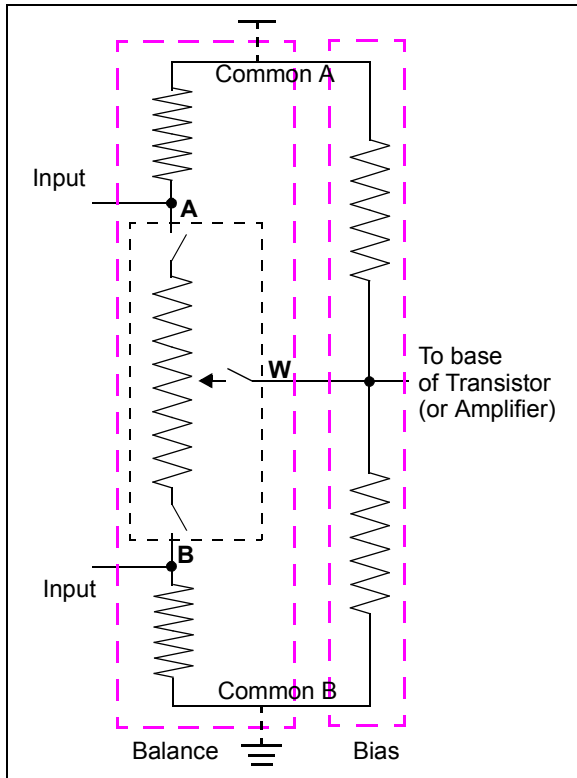 Common A
Input
A
W
To base
of Transistor
(or Amplifier)
B
Input
Common B
Balance
Bias